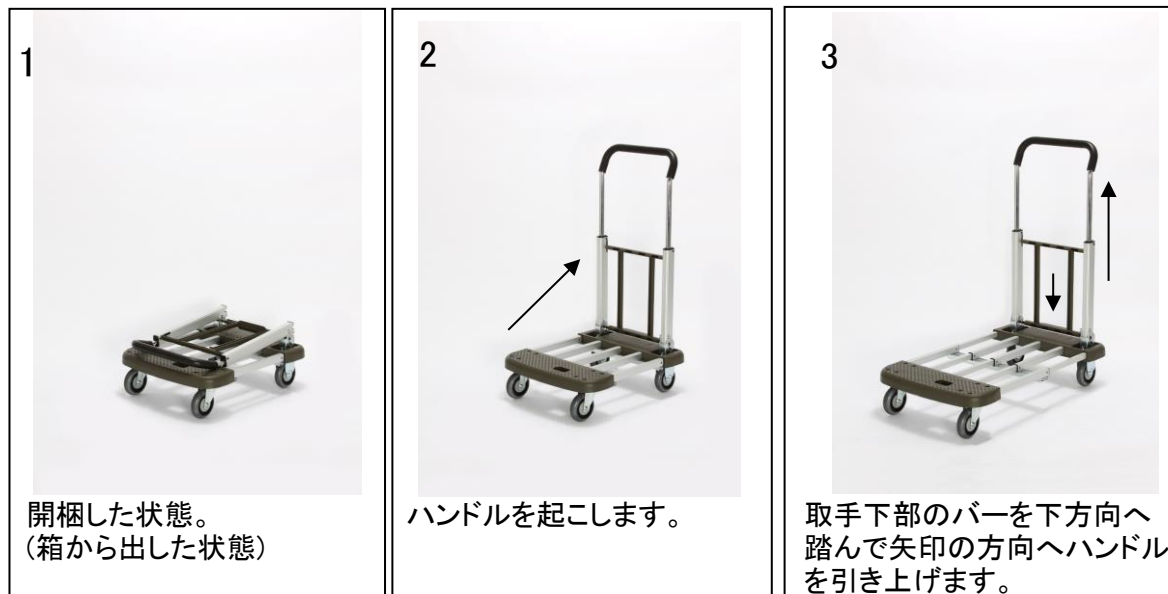 1
開梱した状態。
（箱から出した状態）
2
ハンドルを起こします。
3
取手下部のバーを下方向へ
踏んで矢印の方向へハンドル
を引き上げます。